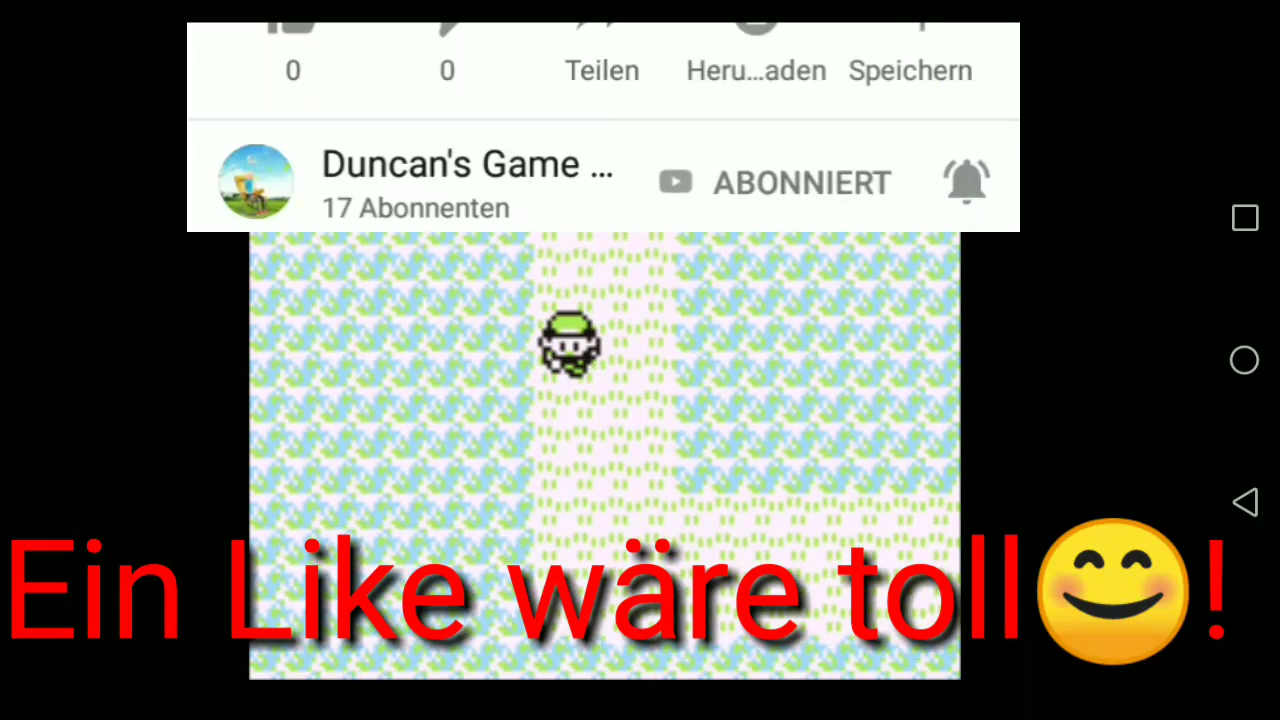 0 0 Teilen Heru...aden Speichern
Duncan's Game ... ABONNIERT
17 Abonnenten
Ein Like wäre toll😊!